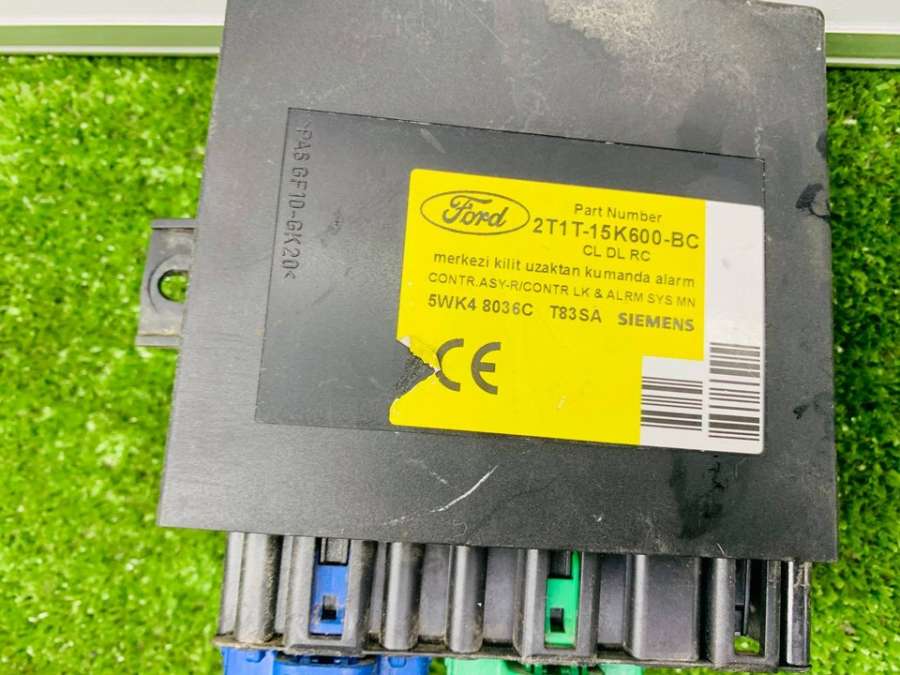 >PA6 GF10-GK20<
Ford
Part Number
2T1T-15K600-BC
CL DL RC
merkezi kilit uzaktan kumanda alarm
CONTR.ASY-R/CONTR LK & ALRM SYS MN
5WK4 8036C T83SA SIEMENS
CE